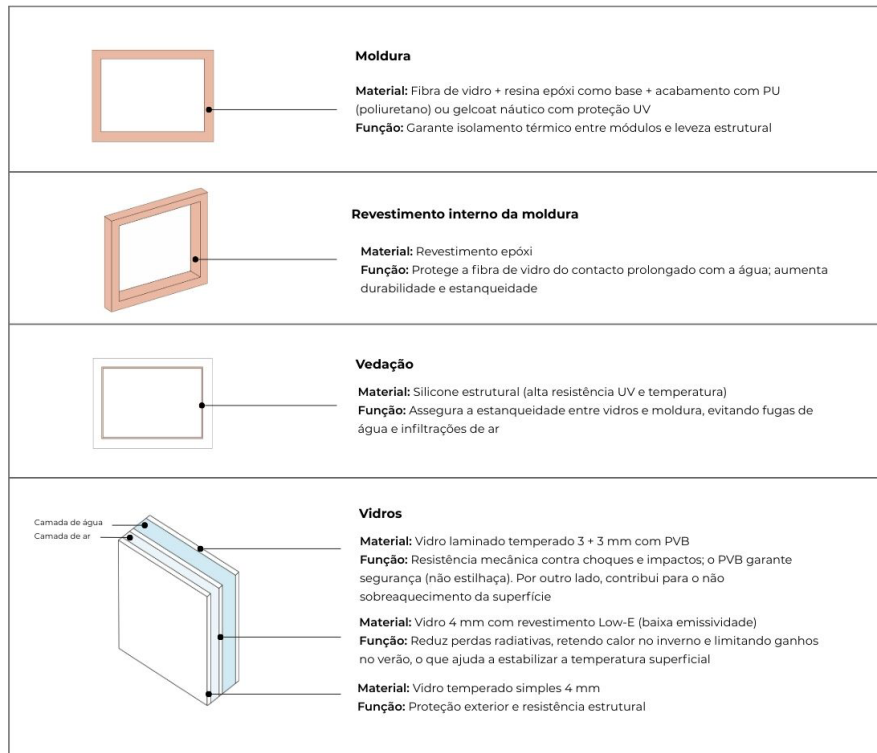 Moldura
Material: Fibra de vidro + resina epóxi como base + acabamento com PU
(poliuretano) ou gelcoat náutico com proteção UV
Função: Garante isolamento térmico entre módulos e leveza estrutural
Revestimento interno da moldura
Material: Revestimento epóxi
Função: Protege a fibra de vidro do contacto prolongado com a água; aumenta
durabilidade e estanqueidade
Vedação
Material: Silicone estrutural (alta resistência UV e temperatura)
Função: Assegura a estanqueidade entre vidros e moldura, evitando fugas de
água e infiltrações de ar
Camada de água
Camada de ar
Vidros
Material: Vidro laminado temperado 3 + 3 mm com PVB
Função: Resistência mecânica contra choques e impactos; o PVB garante
segurança (não estilhaça). Por outro lado, contribui para o não
sobreaquecimento da superfície
Material: Vidro 4 mm com revestimento Low-E (baixa emissividade)
Função: Reduz perdas radiativas, retendo calor no inverno e limitando ganhos
no verão, o que ajuda a estabilizar a temperatura superficial
Material: Vidro temperado simples 4 mm
Função: Proteção exterior e resistência estrutural